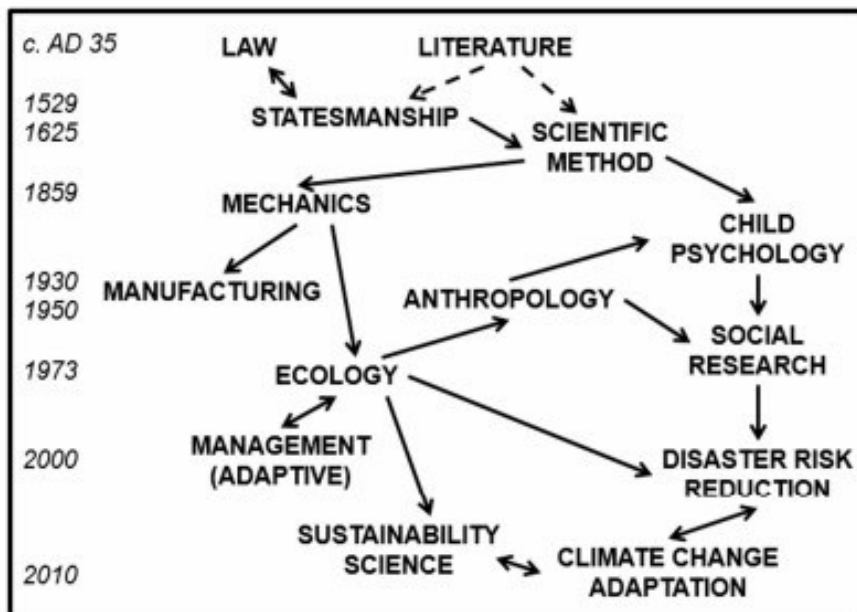 c. AD 35
LAW
LITERATURE
1529
STATESMANSHIP
1625
SCIENTIFIC
METHOD
1859
MECHANICS
CHILD
PSYCHOLOGY
1930
MANUFACTURING
ANTHROPOLOGY
1950
SOCIAL
RESEARCH
1973
ECOLOGY
MANAGEMENT
(ADAPTIVE)
2000
DISASTER RISK
REDUCTION
SUSTAINABILITY
SCIENCE
CLIMATE CHANGE
ADAPTATION
2010